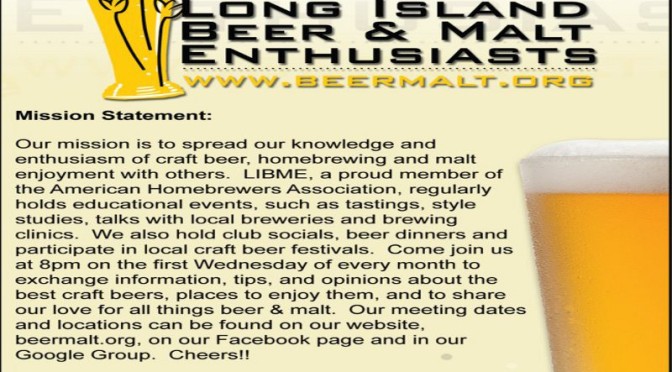 LONG ISLAND
BEER & MALT
ENTHUSIASTS
WWW.BEERMALT.ORG
Mission Statement:
Our mission is to spread our knowledge and
enthusiasm of craft beer, homebrewing and malt
enjoyment with others.  LIBME, a proud member of
the American Homebrewers Association, regularly
holds educational events, such as tastings, style
studies, talks with local breweries and brewing
clinics.  We also hold club socials, beer dinners and
participate in local craft beer festivals.  Come join us
at 8pm on the first Wednesday of every month to
exchange information, tips, and opinions about the
best craft beers, places to enjoy them, and to share
our love for all things beer & malt.  Our meeting dates
and locations can be found on our website,
beermalt.org, on our Facebook page and in our
Google Group.  Cheers!!